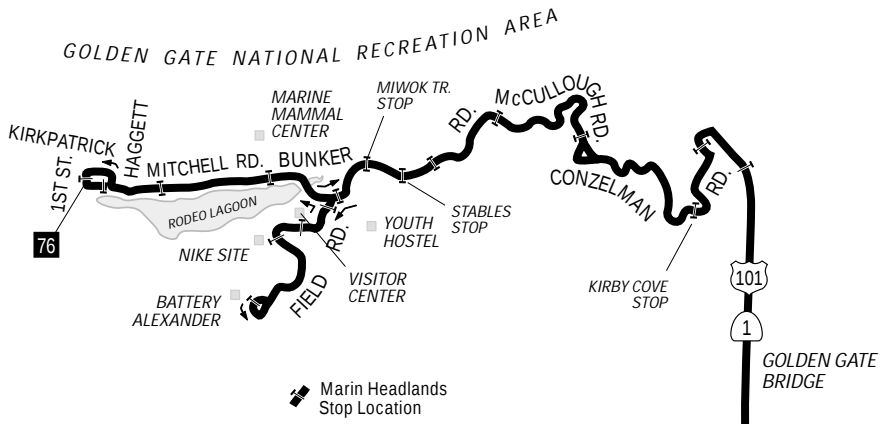 GOLDEN GATE NATIONAL RECREATION AREA
MIWOK TR.
STOP
McCULLOUGH RD.
MARINE
MAMMAL
CENTER
RD.
KIRKPATRICK
HAGGETT
1ST ST.
MITCHELL RD.
BUNKER
CONZELMAN
RD.
RODEO LAGOON
STABLES
STOP
YOUTH
HOSTEL
76
NIKE SITE
FIELD RD.
VISITOR
CENTER
KIRBY COVE
STOP
101
BATTERY
ALEXANDER
1
GOLDEN GATE
BRIDGE
Marin Headlands
Stop Location